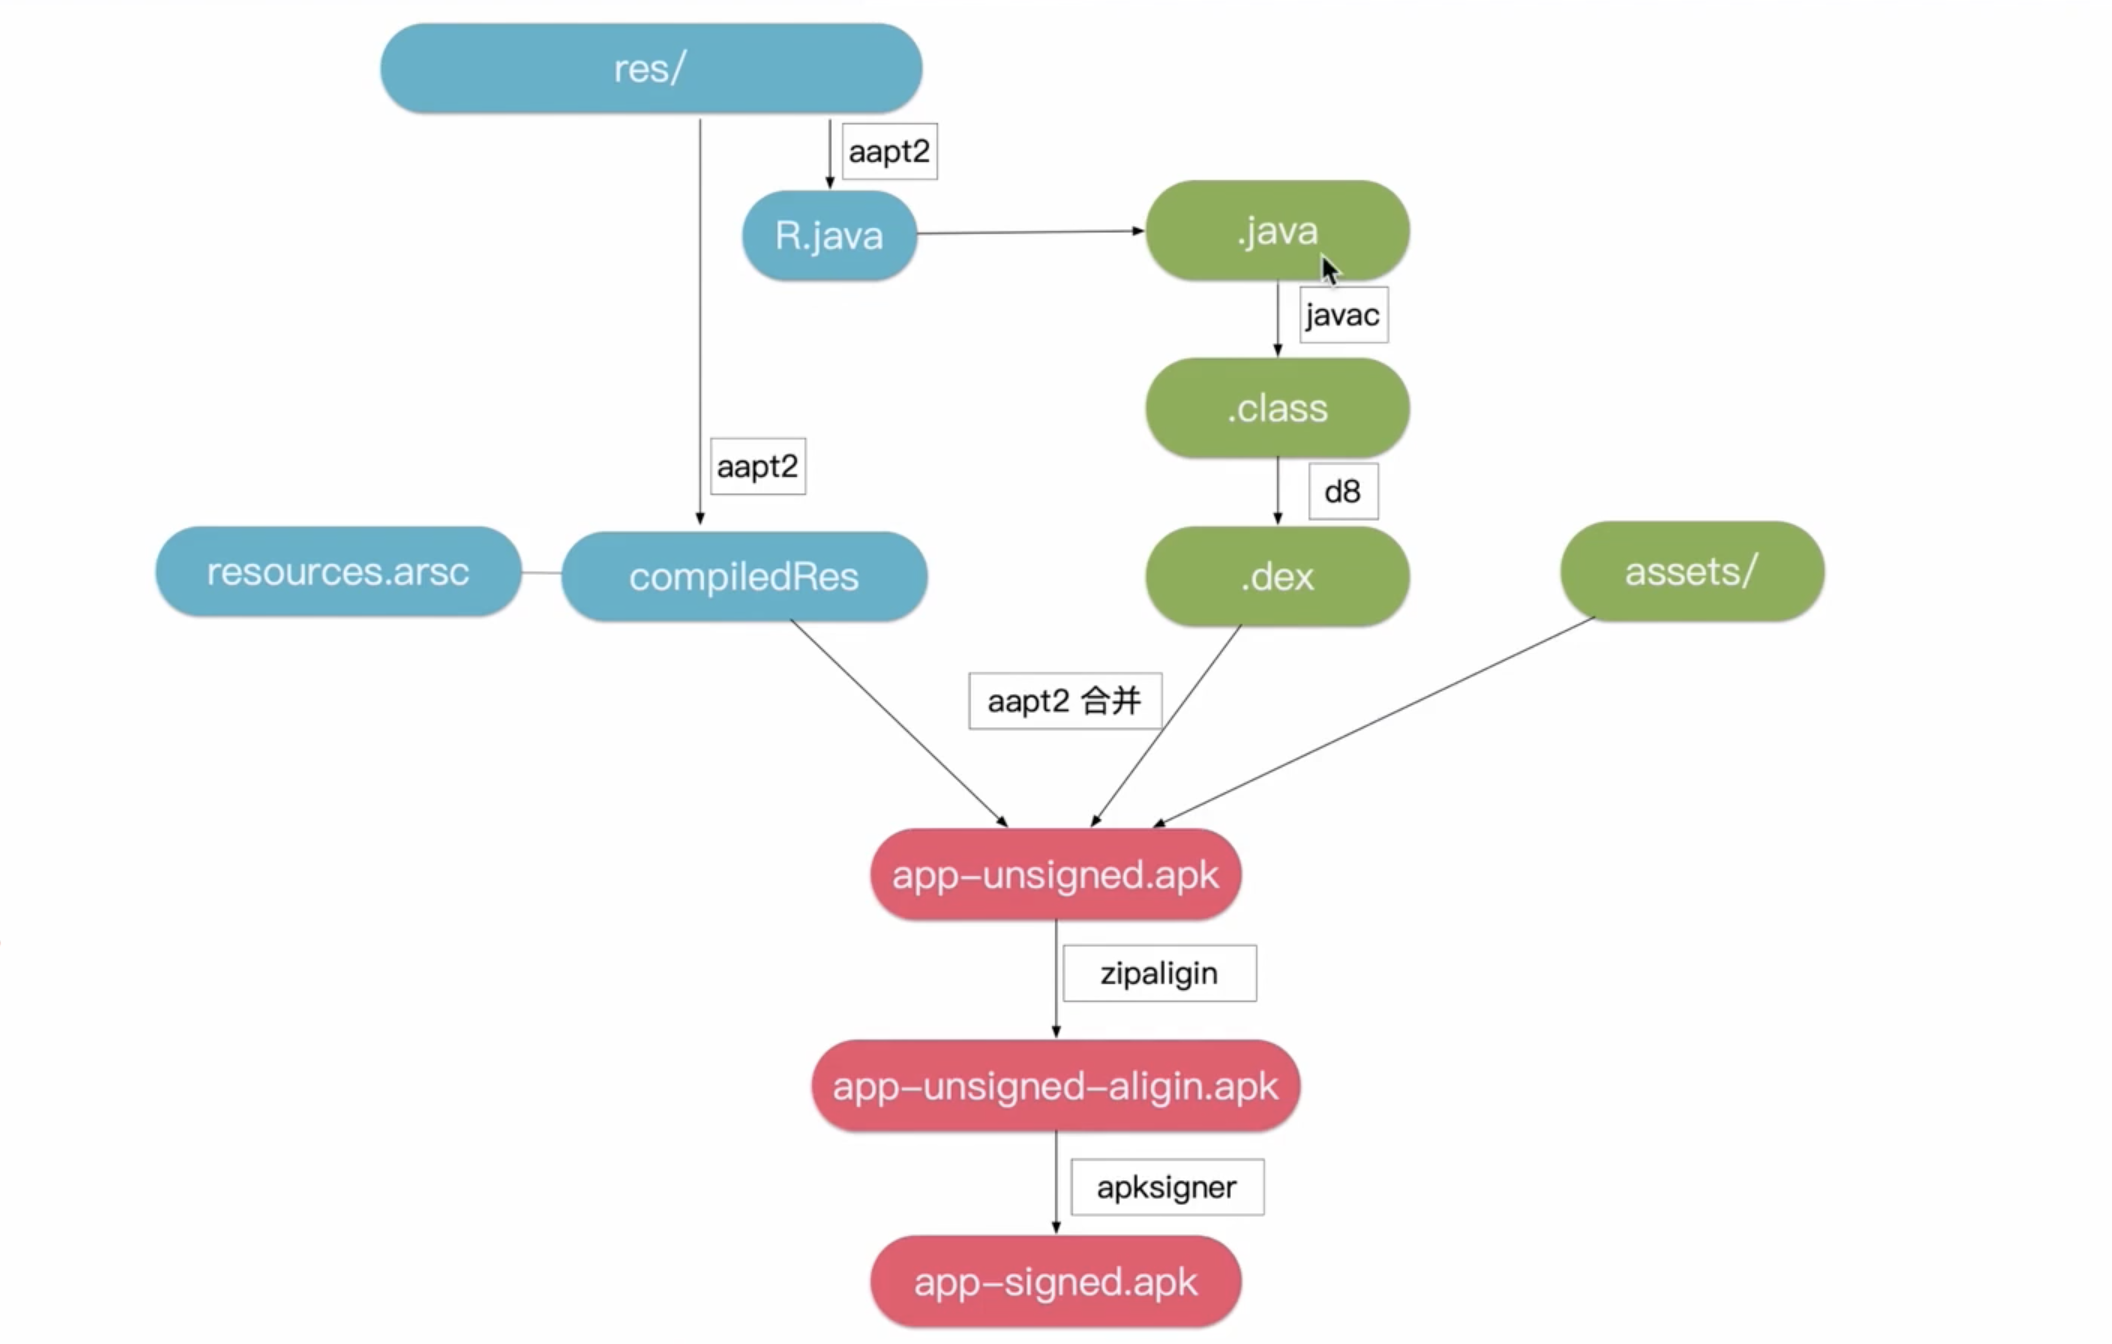 res/
aapt2
R.java
.java
javac
.class
aapt2
d8
resources.arsc
compiledRes
.dex
assets/
aapt2 合并
app-unsigned.apk
zipaligin
app-unsigned-aligin.apk
apksigner
app-signed.apk